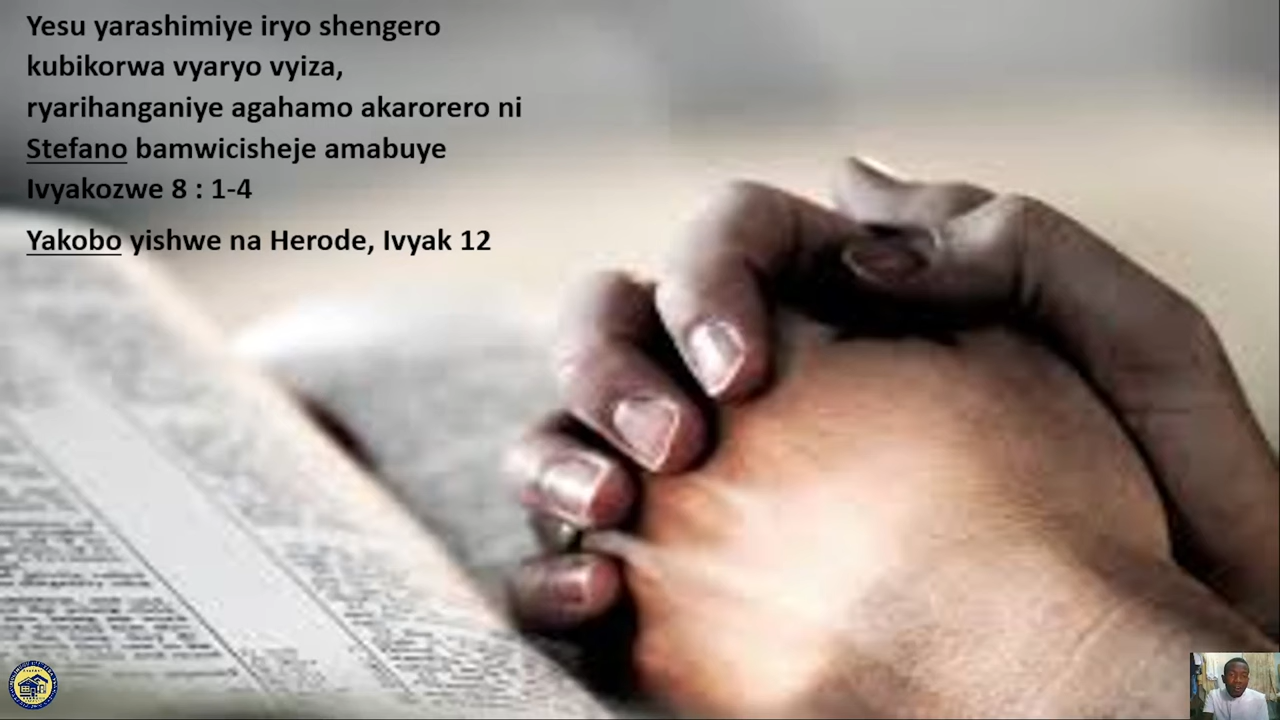 Yesu yarashimiye iryo shengero
kubikorwa vyaryo vyiza,
ryarihanganiye agahamo akarorero ni
Stefano bamwicisheje amabuye
Ivyakozwe 8 : 1-4
Yakobo yishwe na Herode, Ivyak 12